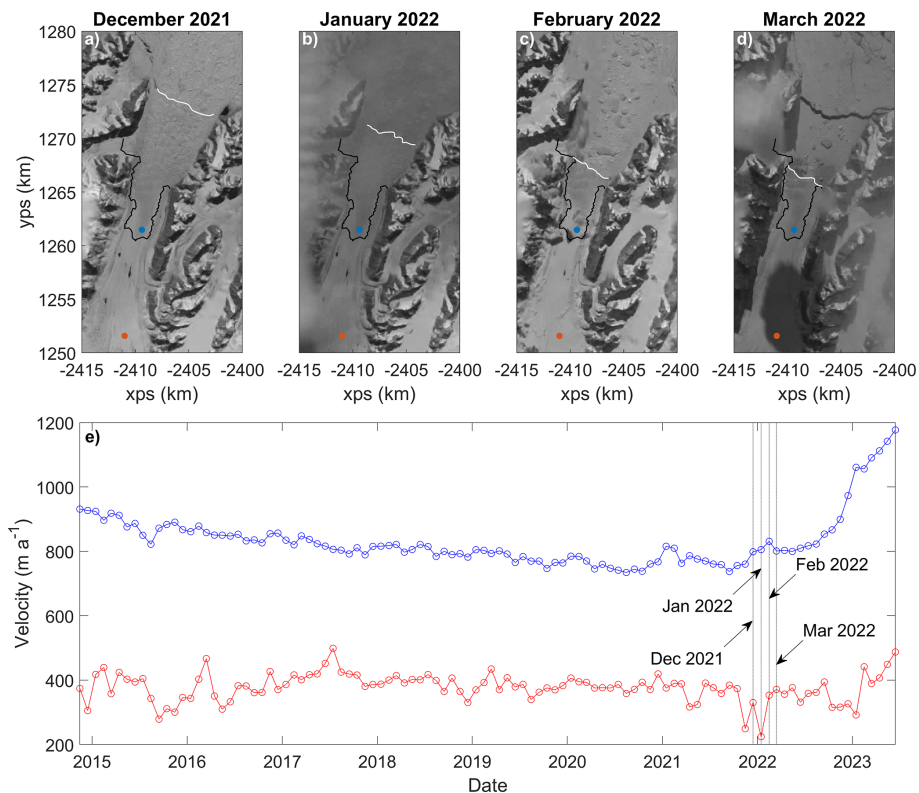 December 2021
January 2022
February 2022
March 2022
a)
b)
c)
d)
1280
1275
1270
1265
1260
1255
1250
yps (km)
-2415 -2410 -2405 -2400
-2415 -2410 -2405 -2400
-2415 -2410 -2405 -2400
-2415 -2410 -2405 -2400
xps (km)
xps (km)
xps (km)
xps (km)
e)
1200
1000
800
600
400
200
Velocity (m a⁻¹)
Feb 2022
Jan 2022
Mar 2022
Dec 2021
2015 2016 2017 2018 2019 2020 2021 2022 2023
Date